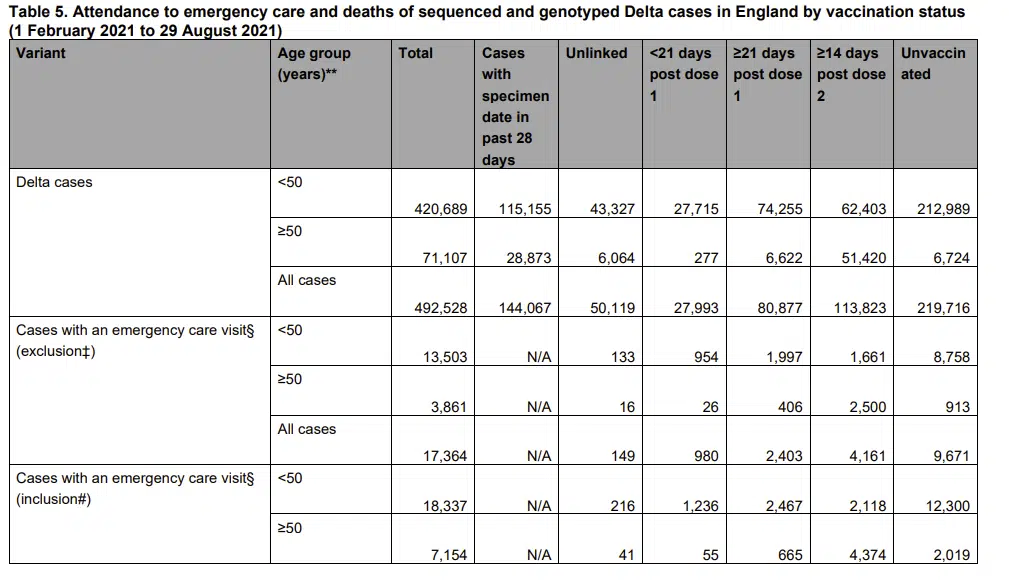 Table 5. Attendance to emergency care and deaths of sequenced and genotyped Delta cases in England by vaccination status
(1 February 2021 to 29 August 2021)
Variant Age group (years)** Total Cases with specimen date in past 28 days Unlinked <21 days post dose 1 ≥21 days post dose 1 ≥14 days post dose 2 Unvaccin ated
Delta cases <50 420,689 115,155 43,327 27,715 74,255 62,403 212,989
≥50 71,107 28,873 6,064 277 6,622 51,420 6,724
All cases 492,528 144,067 50,119 27,993 80,877 113,823 219,716
Cases with an emergency care visit§ (exclusion‡) <50 13,503 N/A 133 954 1,997 1,661 8,758
≥50 3,861 N/A 16 26 406 2,500 913
All cases 17,364 N/A 149 980 2,403 4,161 9,671
Cases with an emergency care visit§ (inclusion#) <50 18,337 N/A 216 1,236 2,467 2,118 12,300
≥50 7,154 N/A 41 55 665 4,374 2,019